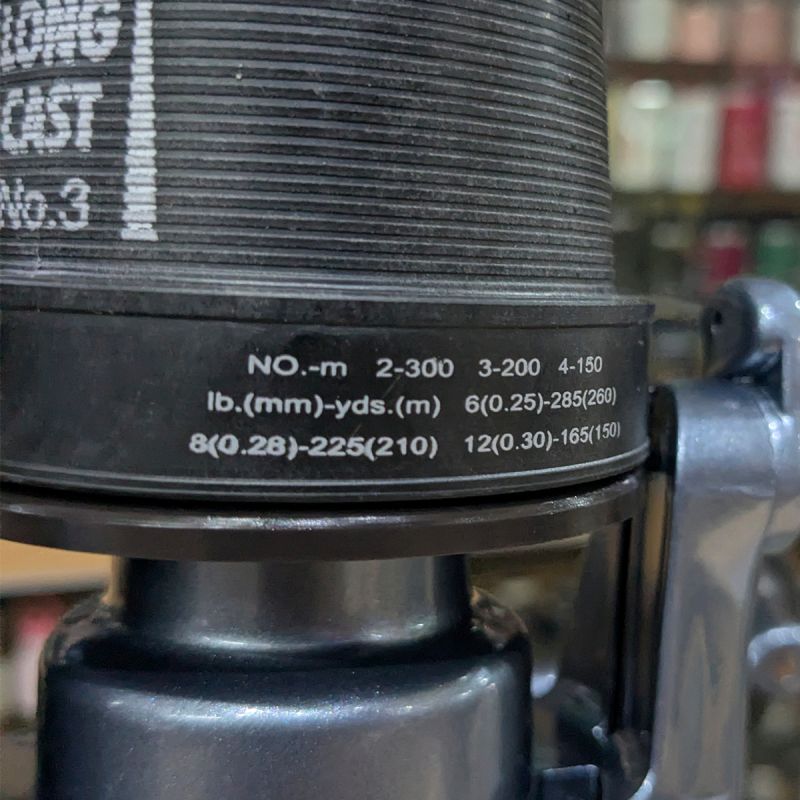 LONG
CAST
No.3
NO.-m 2-300 3-200 4-150
lb.(mm)-yds.(m) 6(0.25)-285(260)
8(0.28)-225(210) 12(0.30)-165(150)